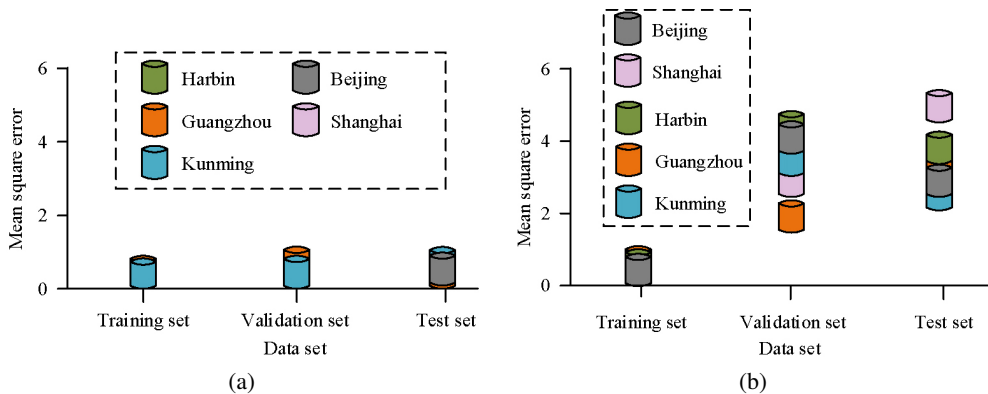 Mean square error
6
4
2
0
Harbin
Beijing
Guangzhou
Shanghai
Kunming
Training set
Validation set
Test set
Data set
(a)
Mean square error
6
4
2
0
Beijing
Shanghai
Harbin
Guangzhou
Kunming
Training set
Validation set
Test set
Data set
(b)